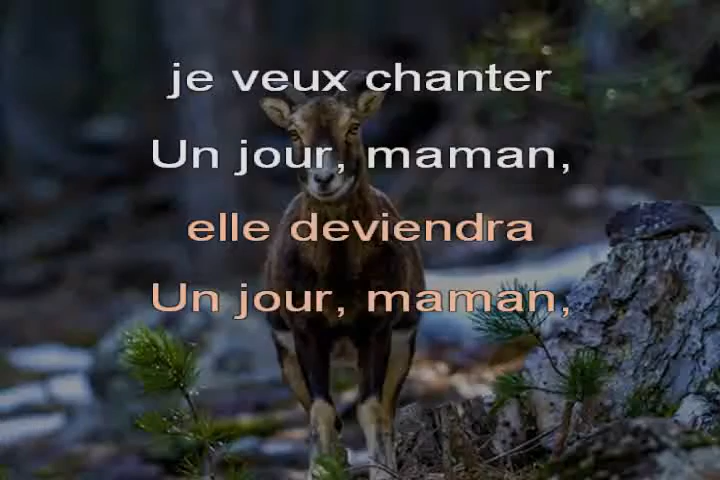 je veux chanter
Un jour, maman,
elle deviendra
Un jour, maman,